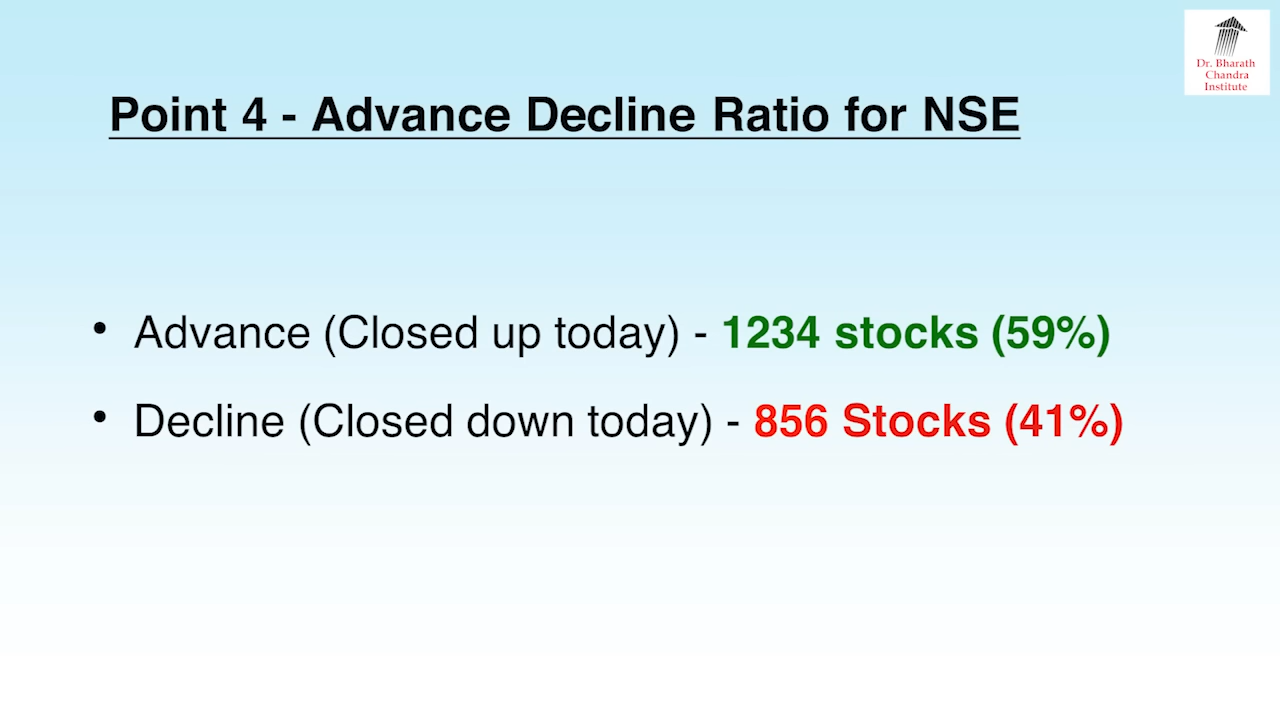 Dr. Bharath
Chandra
Institute
Point 4 - Advance Decline Ratio for NSE
• Advance (Closed up today) - 1234 stocks (59%)
• Decline (Closed down today) - 856 Stocks (41%)